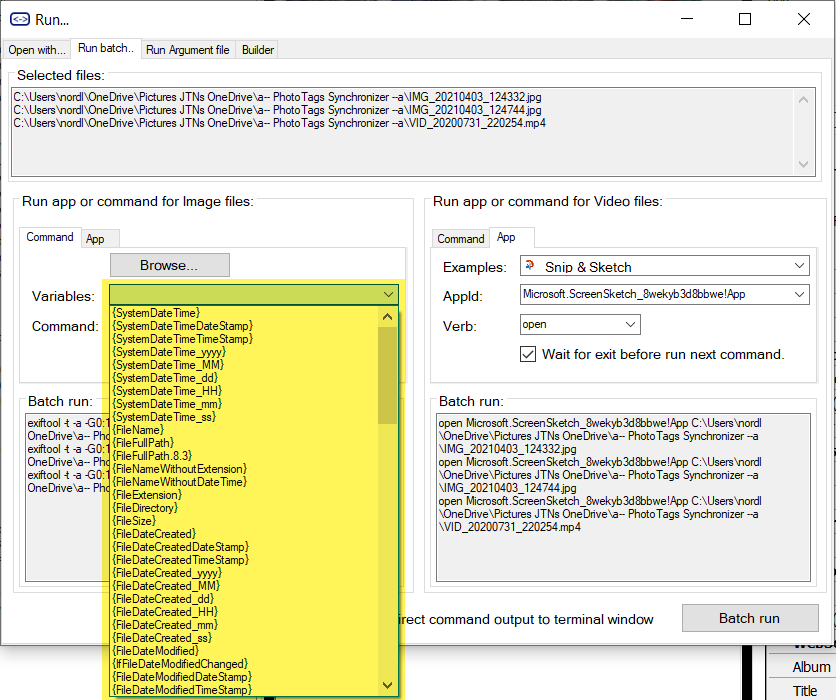 Run...
Open with...
Run batch..
Run Argument file
Builder
Selected files:
C:\Users\nordl\OneDrive\Pictures JTNs OneDrive\a-- PhotoTags Synchronizer --a\IMG_20210403_124332.jpg
C:\Users\nordl\OneDrive\Pictures JTNs OneDrive\a-- PhotoTags Synchronizer --a\IMG_20210403_124744.jpg
C:\Users\nordl\OneDrive\Pictures JTNs OneDrive\a-- PhotoTags Synchronizer --a\VID_20200731_220254.mp4
Run app or command for Image files:
Command
App
Browse...
Variables:
Command:
{SystemDateTime}
{SystemDateTimeDateStamp}
{SystemDateTimeTimeStamp}
{SystemDateTime_yyyy}
{SystemDateTime_MM}
{SystemDateTime_dd}
{SystemDateTime_HH}
{SystemDateTime_mm}
{SystemDateTime_ss}
{FileName}
{FileFullPath}
{FileFullPath.8.3}
{FileNameWithoutExtension}
{FileNameWithoutDateTime}
{FileExtension}
{FileDirectory}
{FileSize}
{FileDateCreated}
{FileDateCreatedDateStamp}
{FileDateCreatedTimeStamp}
{FileDateCreated_yyyy}
{FileDateCreated_MM}
{FileDateCreated_dd}
{FileDateCreated_HH}
{FileDateCreated_mm}
{FileDateCreated_ss}
{FileDateModified}
{IfFileDateModifiedChanged}
{FileDateModifiedDateStamp}
{FileDateModifiedTimeStamp}
Batch run:
exiftool -t -a -G0:1
OneDrive\a-- Pho
exiftool -t -a -G0:1
OneDrive\a-- Pho
exiftool -t -a -G0:1
OneDrive\a-- Pho
Run app or command for Video files:
Command
App
Examples:
Snip & Sketch
AppId:
Microsoft.ScreenSketch_8wekyb3d8bbwe!App
Verb:
open
Wait for exit before run next command.
Batch run:
open Microsoft.ScreenSketch_8wekyb3d8bbwe!App C:\Users\nordl
\OneDrive\Pictures JTNs OneDrive\a-- PhotoTags Synchronizer --a
\IMG_20210403_124332.jpg
open Microsoft.ScreenSketch_8wekyb3d8bbwe!App C:\Users\nordl
\OneDrive\Pictures JTNs OneDrive\a-- PhotoTags Synchronizer --a
\IMG_20210403_124744.jpg
open Microsoft.ScreenSketch_8wekyb3d8bbwe!App C:\Users\nordl
\OneDrive\Pictures JTNs OneDrive\a-- PhotoTags Synchronizer --a
\VID_20200731_220254.mp4
irect command output to terminal window
Batch run
Album
Title